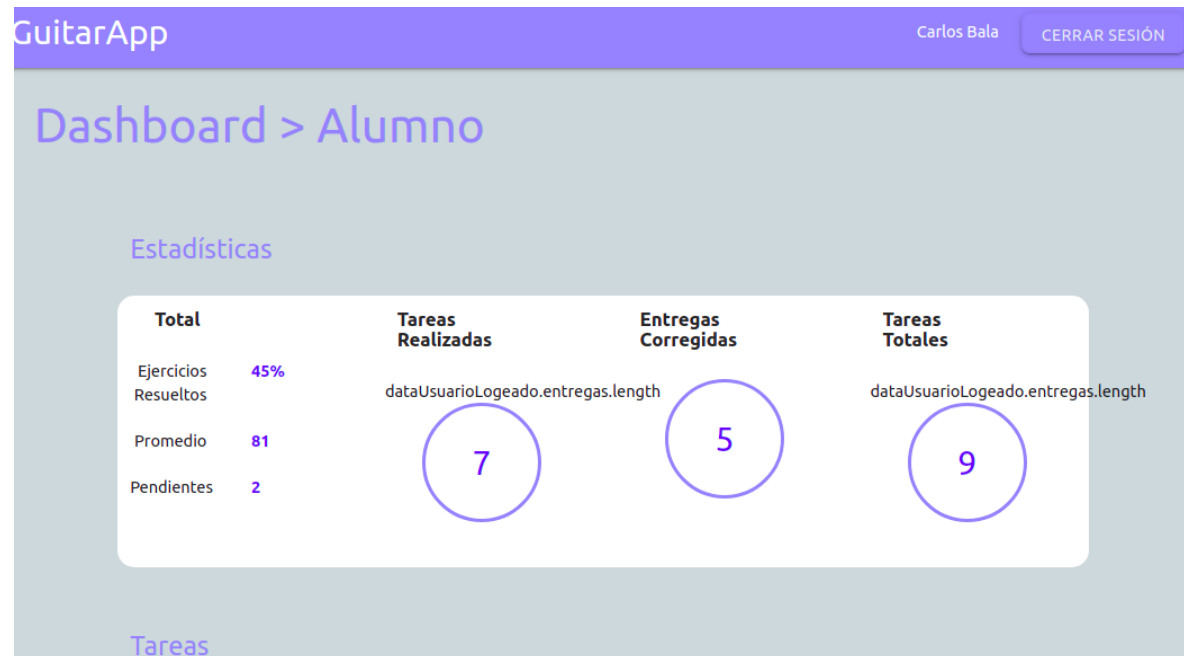 GuitarApp
Carlos Bala
CERRAR SESIÓN
Dashboard > Alumno
Estadísticas
Total
Ejercicios
Resueltos
45%
Promedio
81
Pendientes
2
Tareas
Realizadas
dataUsuarioLogeado.entregas.length
7
Entregas
Corregidas
5
Tareas
Totales
dataUsuarioLogeado.entregas.length
9
Tareas